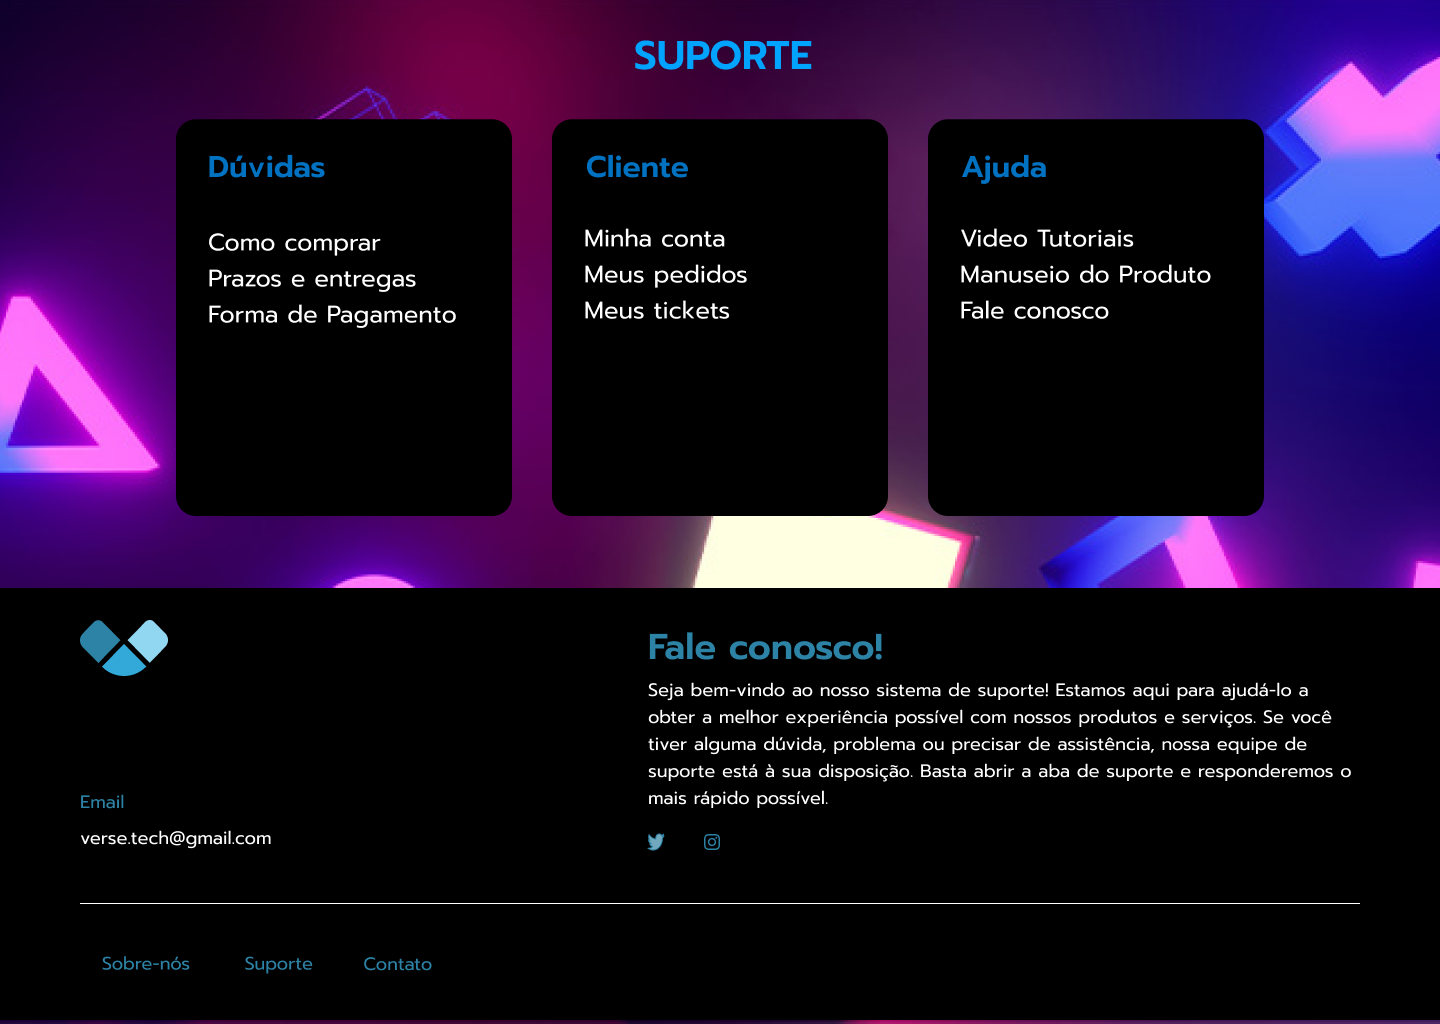 SUPORTE
Dúvidas
Como comprar
Prazos e entregas
Forma de Pagamento
Cliente
Minha conta
Meus pedidos
Meus tickets
Ajuda
Video Tutoriais
Manuseio do Produto
Fale conosco
Email
verse.tech@gmail.com
Fale conosco!
Seja bem-vindo ao nosso sistema de suporte! Estamos aqui para ajudá-lo a
obter a melhor experiência possível com nossos produtos e serviços. Se você
tiver alguma dúvida, problema ou precisar de assistência, nossa equipe de
suporte está à sua disposição. Basta abrir a aba de suporte e responderemos o
mais rápido possível.
Sobre-nós
Suporte
Contato